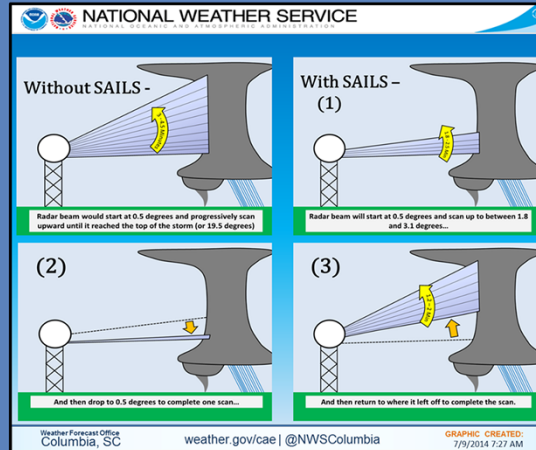 NATIONAL WEATHER SERVICE
NATIONAL OCEANIC AND ATMOSPHERIC ADMINISTRATION
Without SAILS -
Radar beam would start at 0.5 degrees and progressively scan
upward until it reached the top of the storm (or 19.5 degrees)
With SAILS –
(1)
Radar beam will start at 0.5 degrees and scan up to between 1.8
and 3.1 degrees...
(2)
And then drop to 0.5 degrees to complete one scan...
(3)
And then return to where it left off to complete the scan.
Weather Forecast Office
Columbia, SC
weather.gov/cae | @NWSColumbia
GRAPHIC CREATED:
7/9/2014 7:27 AM